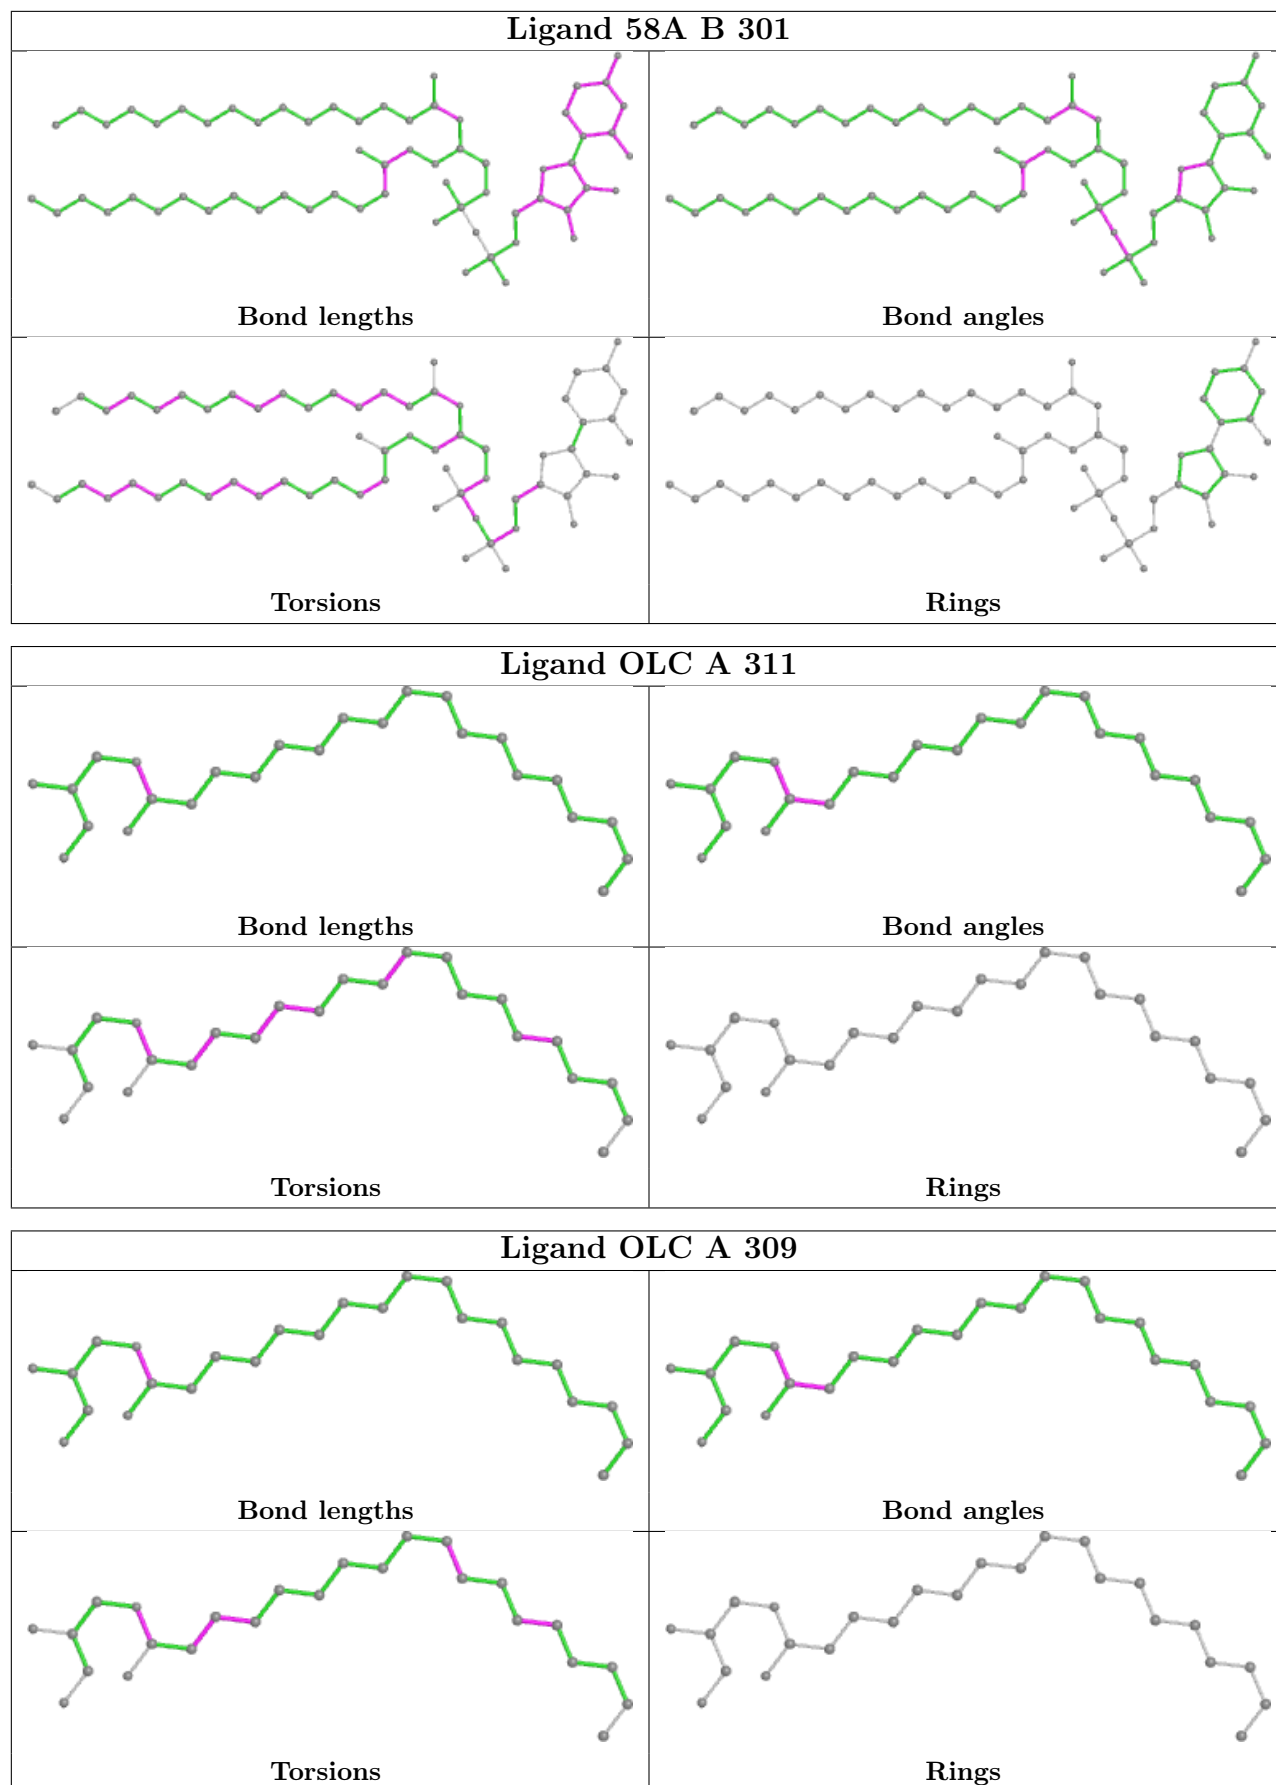 Ligand 58A B 301
Bond lengths
Bond angles
Torsions
Rings
Ligand OLC A 311
Bond lengths
Bond angles
Torsions
Rings
Ligand OLC A 309
Bond lengths
Bond angles
Torsions
Rings